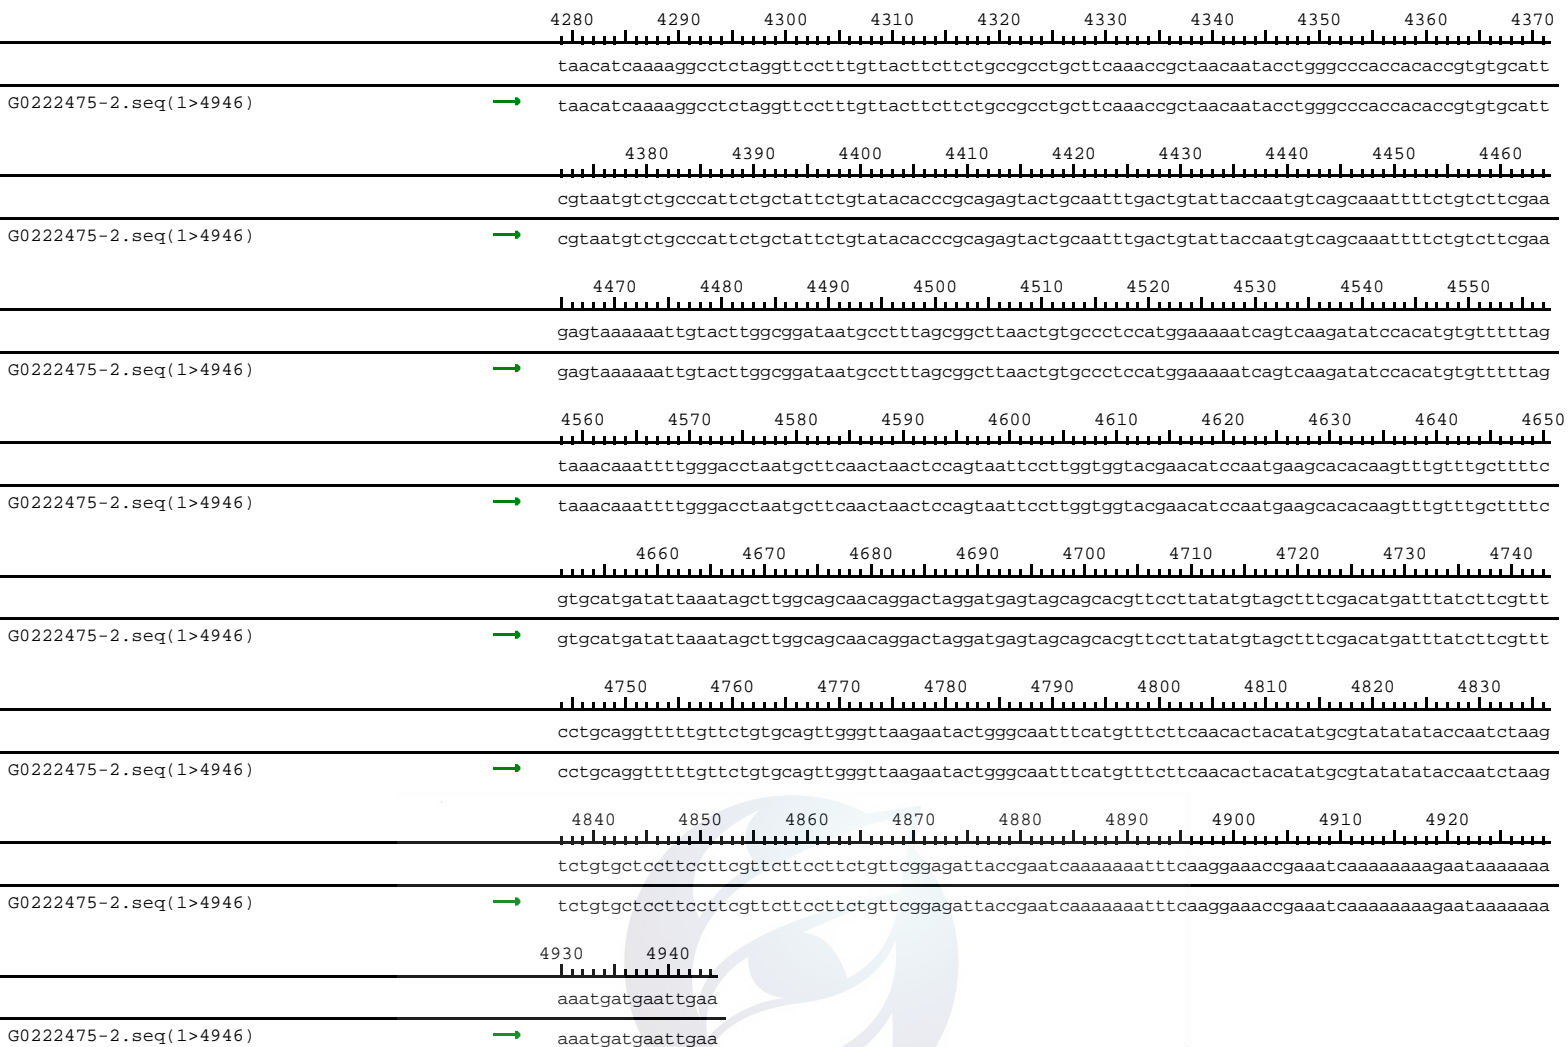 4280 4290 4300 4310 4320 4330 4340 4350 4360 4370
taacatcaaaaggcctctaggttcctttgttacttcttctgccgcctgcttcaaaccgctaacaatacctgggcccaccacaccgtgtgcatt
G0222475-2.seq(1>4946) taacatcaaaaggcctctaggttcctttgttacttcttctgccgcctgcttcaaaccgctaacaatacctgggcccaccacaccgtgtgcatt
4380 4390 4400 4410 4420 4430 4440 4450 4460
cgtaatgtctgcccattctgctattctgtatacacccgcagagtactgcaatttgactgtattaccaatgtcagcaaattttctgtcttcgaa
G0222475-2.seq(1>4946) cgtaatgtctgcccattctgctattctgtatacacccgcagagtactgcaatttgactgtattaccaatgtcagcaaattttctgtcttcgaa
4470 4480 4490 4500 4510 4520 4530 4540 4550
gagtaaaaaattgtacttggcggataatgcctttagcggcttaactgtgccctccatggaaaaatcagtcaagatatccacatgtgtttttag
G0222475-2.seq(1>4946) gagtaaaaaattgtacttggcggataatgcctttagcggcttaactgtgccctccatggaaaaatcagtcaagatatccacatgtgtttttag
4560 4570 4580 4590 4600 4610 4620 4630 4640 4650
taaacaaattttgggacctaatgcttcaactaactccagtaattccttggtggtacgaacatccaatgaagcacacaagtttgtttgcttttc
G0222475-2.seq(1>4946) taaacaaattttgggacctaatgcttcaactaactccagtaattccttggtggtacgaacatccaatgaagcacacaagtttgtttgcttttc
4660 4670 4680 4690 4700 4710 4720 4730 4740
gtgcatgatattaaatagcttggcagcaacaggactaggatgagtagcagcacgttccttatatgtagctttcgacatgatttatcttcgttt
G0222475-2.seq(1>4946) gtgcatgatattaaatagcttggcagcaacaggactaggatgagtagcagcacgttccttatatgtagctttcgacatgatttatcttcgttt
4750 4760 4770 4780 4790 4800 4810 4820 4830
cctgcaggtttttgttctgtgcagttgggttaagaatactgggcaatttcatgtttcttcaacactacatatgcgtatatataccaatctaag
G0222475-2.seq(1>4946) cctgcaggtttttgttctgtgcagttgggttaagaatactgggcaatttcatgtttcttcaacactacatatgcgtatatataccaatctaag
4840 4850 4860 4870 4880 4890 4900 4910 4920
tctgtgctccttccttcgttcttccttctgttcggagattaccgaatcaaaaaaatttcaaggaaaccgaaatcaaaaaaaagaataaaaaaa
G0222475-2.seq(1>4946) tctgtgctccttccttcgttcttccttctgttcggagattaccgaatcaaaaaaatttcaaggaaaccgaaatcaaaaaaaagaataaaaaaa
4930 4940
aaatgatgaattgaa
G0222475-2.seq(1>4946) aaatgatgaattgaa